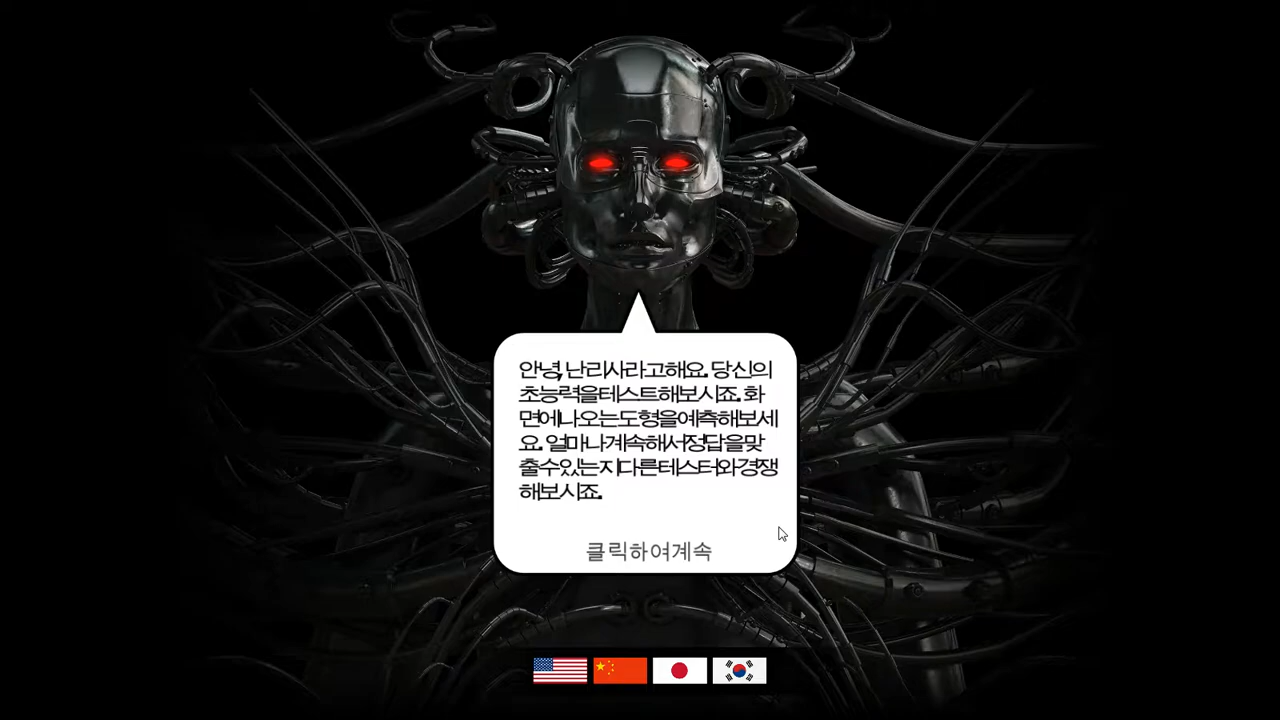 안녕, 난 리사라고해요. 당신의
초능력을 테스트해보시죠. 화
면에 나오는 도형을 예측해보세
요. 얼마나 계속해서 정답을 맞
출 수 있는지 다른 테스터와 경쟁
해보시죠.
클릭하여계속